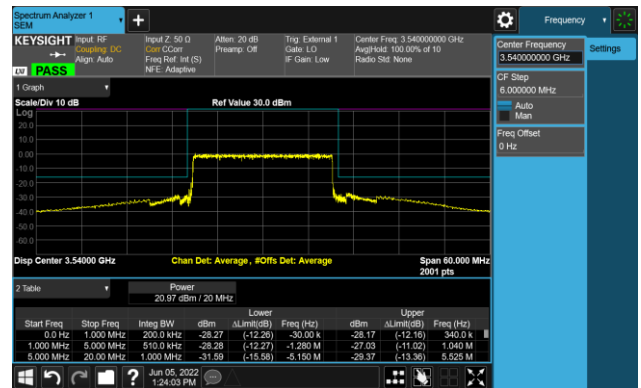 Spectrum Analyzer 1
SEM
Frequency
KEYSIGHT
Input: RF
Coupling: DC
Align: Auto
Input Z: 50 Ω
Corr CCorr
Freq Ref: Int (S)
NFE: Adaptive
Atten: 20 dB
Preamp: Off
Trig: External 1
Gate: LO
IF Gain: Low
Center Freq: 3.540000000 GHz
Avg|Hold: 100.00% of 10
Radio Std: None
LXI
PASS
Center Frequency
3.540000000 GHz
Settings
CF Step
6.000000 MHz
Auto
Man
Freq Offset
0 Hz
1 Graph
Scale/Div 10 dB
Ref Value 30.0 dBm
Log
20.0
10.0
0.00
-10.0
-20.0
-30.0
-40.0
-50.0
-60.0
Disp Center 3.54000 GHz
Chan Det: Average, #Offs Det: Average
Span 60.000 MHz
2001 pts
2 Table
Power
20.97 dBm / 20 MHz
Lower Upper
Start Freq Stop Freq Integ BW dBm ΔLimit(dB) Freq (Hz) dBm ΔLimit(dB) Freq (Hz)
0.0 Hz 1.000 MHz 200.0 kHz -28.27 (-12.26) -30.00 k -28.17 (-12.16) 340.0 k
1.000 MHz 5.000 MHz 510.0 kHz -28.28 (-12.27) -1.280 M -27.03 (-11.02) 1.040 M
5.000 MHz 20.00 MHz 1.000 MHz -31.59 (-15.58) -5.150 M -29.37 (-13.36) 5.525 M
?
Jun 05, 2022
1:24:03 PM